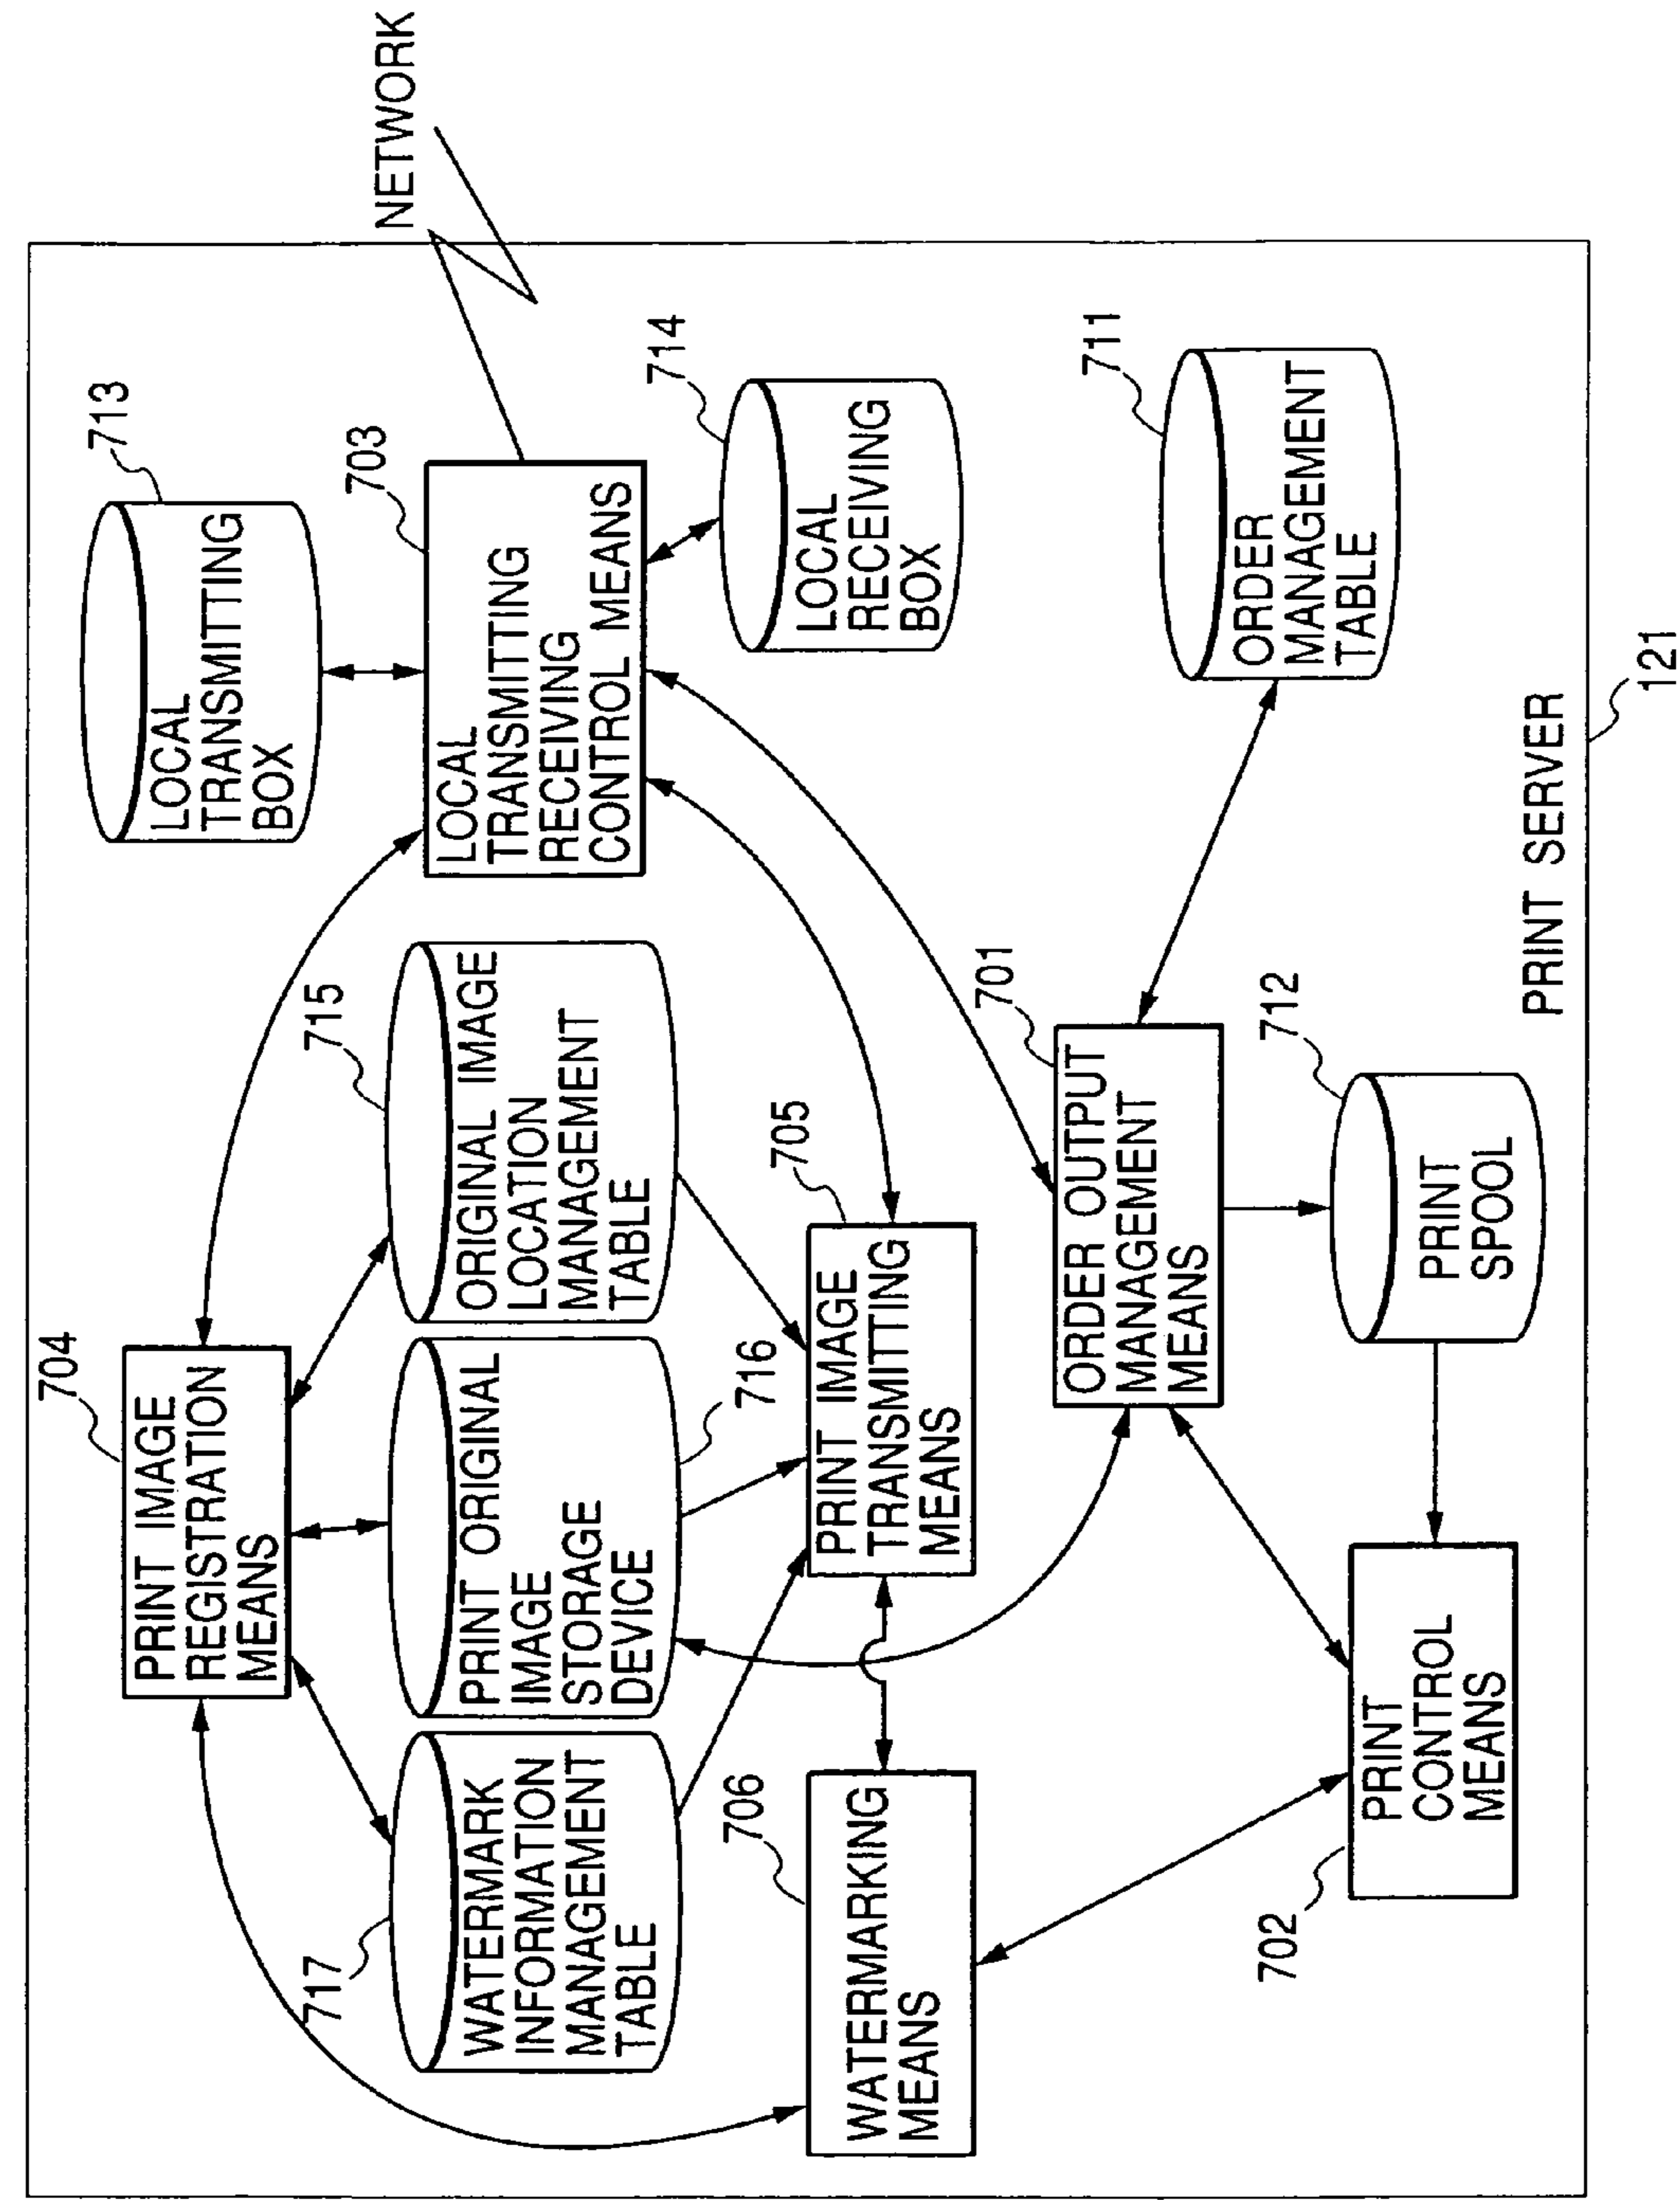 704
PRINT IMAGE
REGISTRATION
MEANS
713
LOCAL
TRANSMITTING
BOX
NETWORK
703
LOCAL
TRANSMITTING
RECEIVING
CONTROL MEANS
717
WATERMARK
INFORMATION
MANAGEMENT
TABLE
PRINT ORIGINAL
IMAGE
STORAGE
DEVICE
716
715
ORIGINAL IMAGE
LOCATION
MANAGEMENT
TABLE
714
LOCAL
RECEIVING
BOX
706
WATERMARKING
MEANS
705
PRINT IMAGE
TRANSMITTING
MEANS
701
ORDER OUTPUT
MANAGEMENT
MEANS
711
ORDER
MANAGEMENT
TABLE
702
PRINT
CONTROL
MEANS
712
PRINT
SPOOL
PRINT SERVER
121